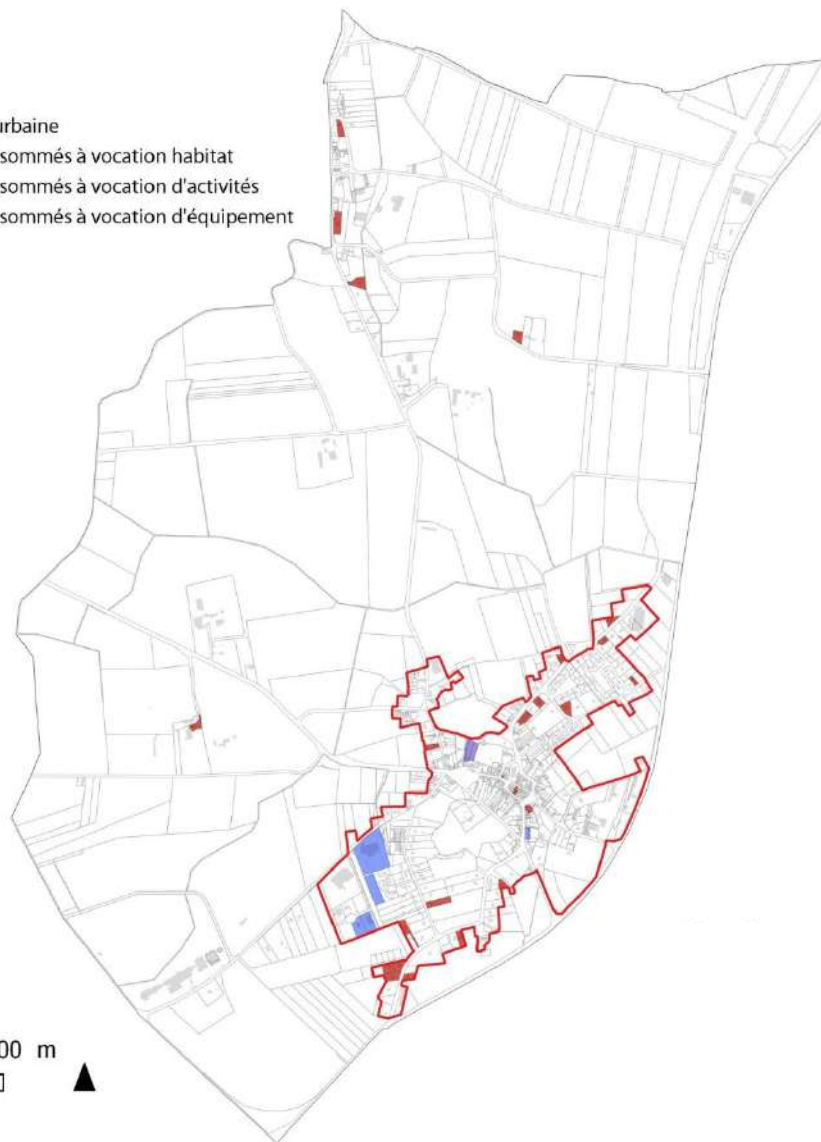 urbaine
sommés à vocation habitat
sommés à vocation d'activités
sommés à vocation d'équipement
00 m